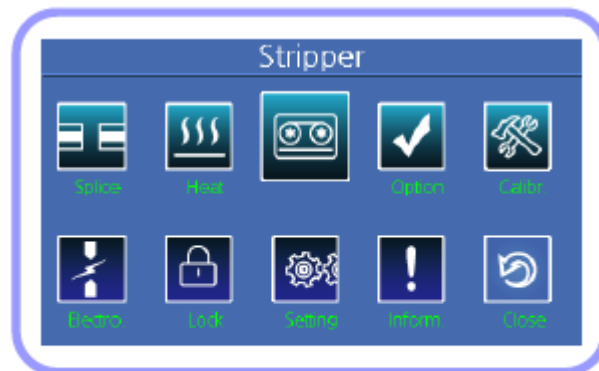 Stripper
Splice Heat Option Calibr.
Electro. Lock Setting Inform. Close